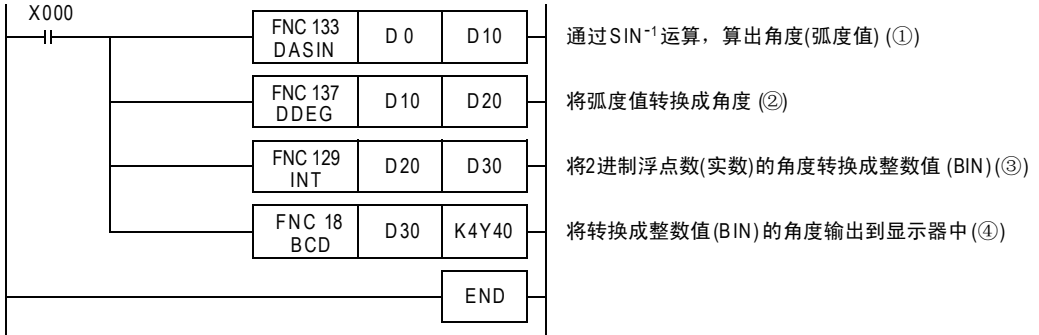 X000
FNC 133 DASIN D 0 D10 通过SIN⁻¹运算，算出角度(弧度值) (①)
FNC 137 DDEG D10 D20 将弧度值转换成角度 (②)
FNC 129 INT D20 D30 将2进制浮点数(实数)的角度转换成整数值 (BIN)(③)
FNC 18 BCD D30 K4Y40 将转换成整数值(BIN)的角度输出到显示器中(④)
END